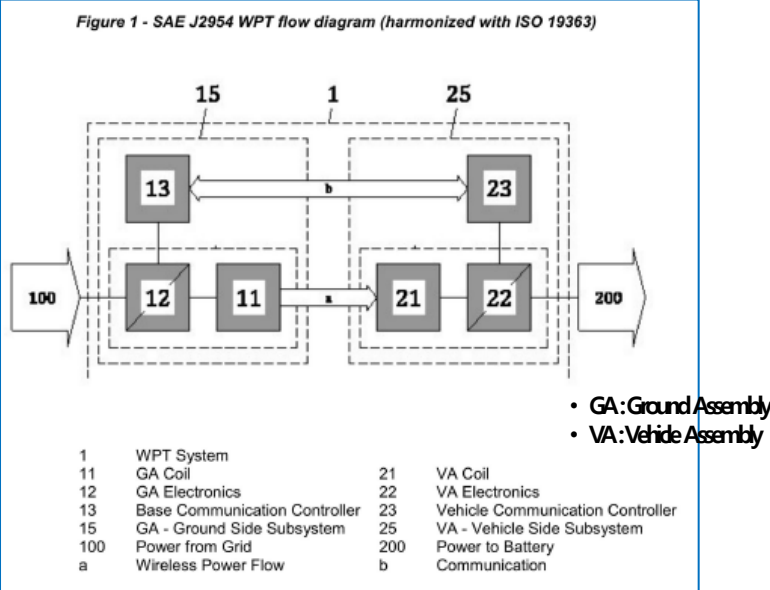 Figure 1 - SAE J2954 WPT flow diagram (harmonized with ISO 19363)
15 1 25
13 b 23
100 12 11 a 21 22 200
• GA: Ground Assembly
• VA: Vehicle Assembly
1 WPT System
11 GA Coil 21 VA Coil
12 GA Electronics 22 VA Electronics
13 Base Communication Controller 23 Vehicle Communication Controller
15 GA - Ground Side Subsystem 25 VA - Vehicle Side Subsystem
100 Power from Grid 200 Power to Battery
a Wireless Power Flow b Communication